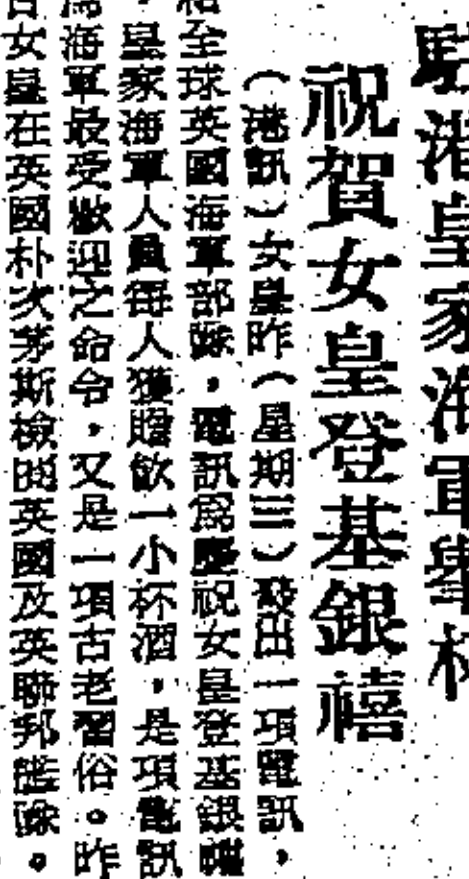 駐港皇家海軍舉杯
祝賀女皇登基銀禧
（港訊）女皇昨（星期三）發出一項電訊，
給全球英國海軍部隊，電訊爲慶祝女皇登基銀禧
，皇家海軍人員每人獲贈飲一小杯酒，是項電訊
爲海軍最受歡迎之命令，又是一項古老習俗。昨
日女皇在英國朴次茅斯檢閱英國及英聯邦艦隊。